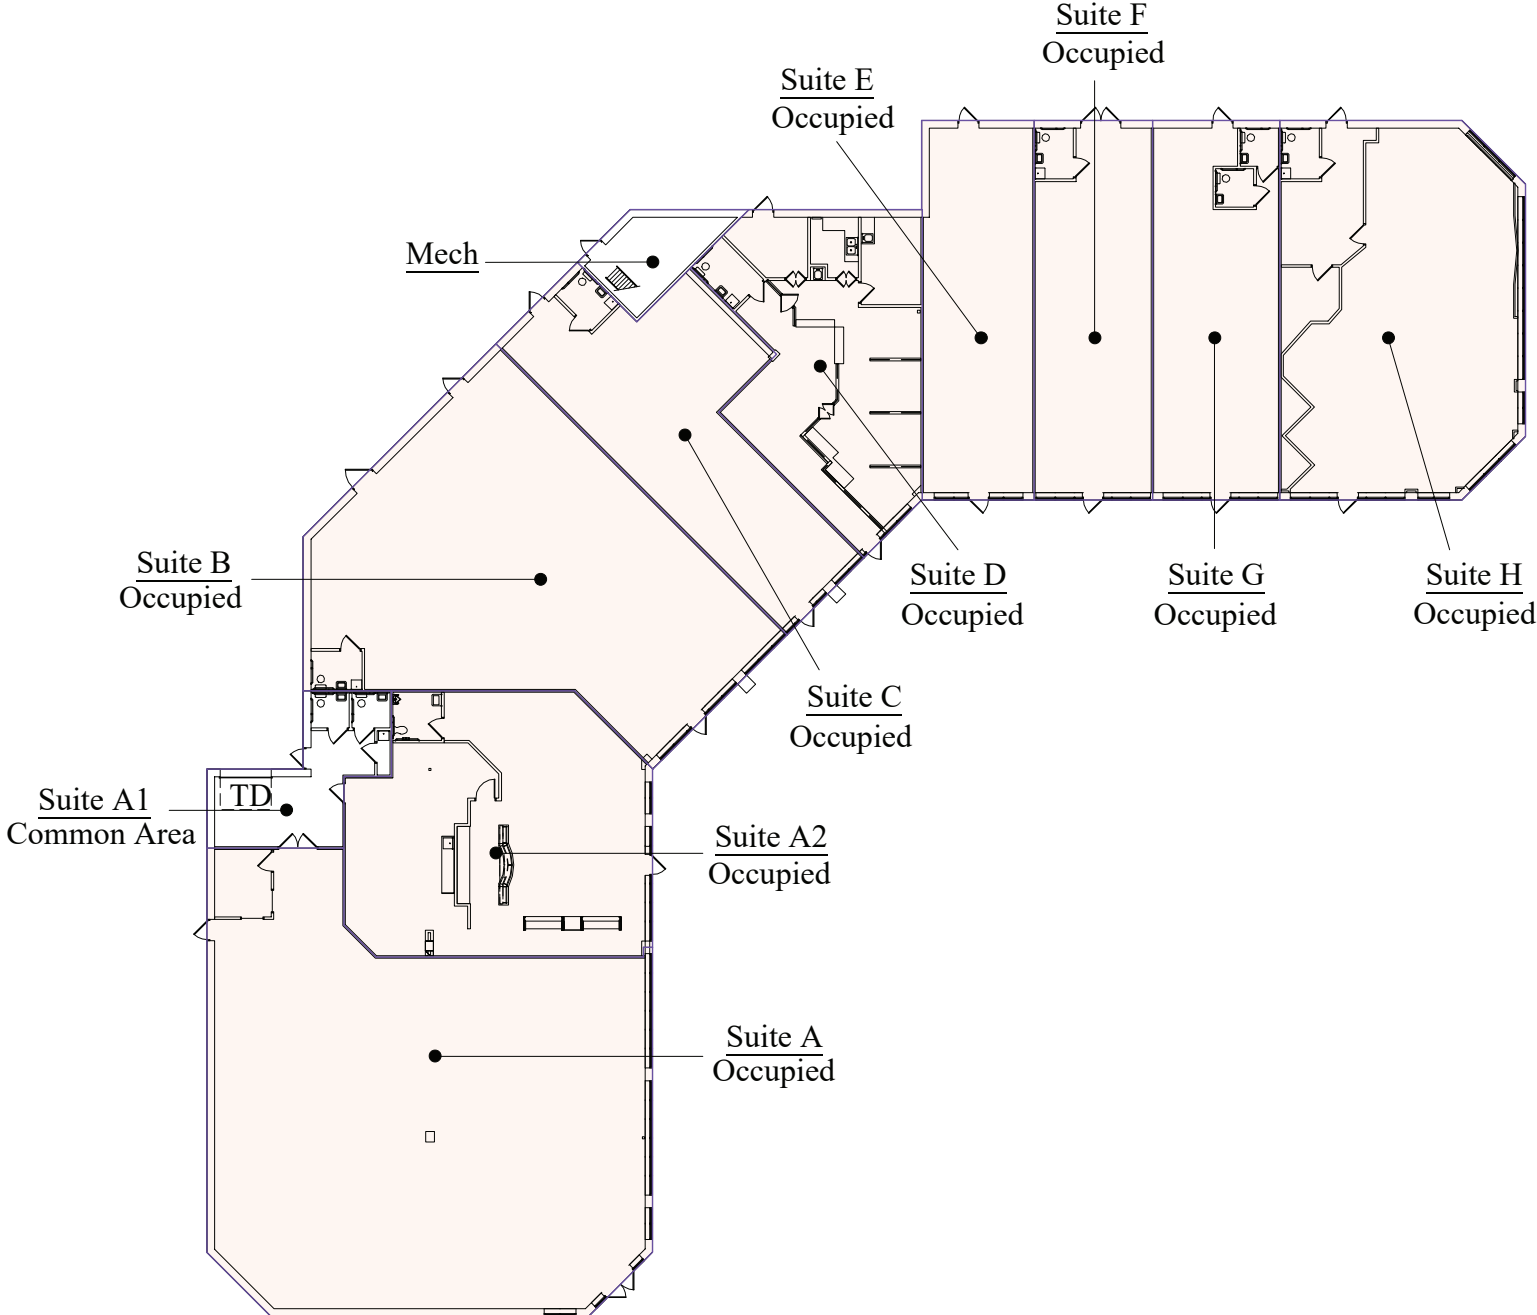 Suite F
Occupied
Suite E
Occupied
Mech
Suite B
Occupied
Suite D
Occupied
Suite G
Occupied
Suite H
Occupied
Suite C
Occupied
TD
Suite A1
Common Area
Suite A2
Occupied
Suite A
Occupied